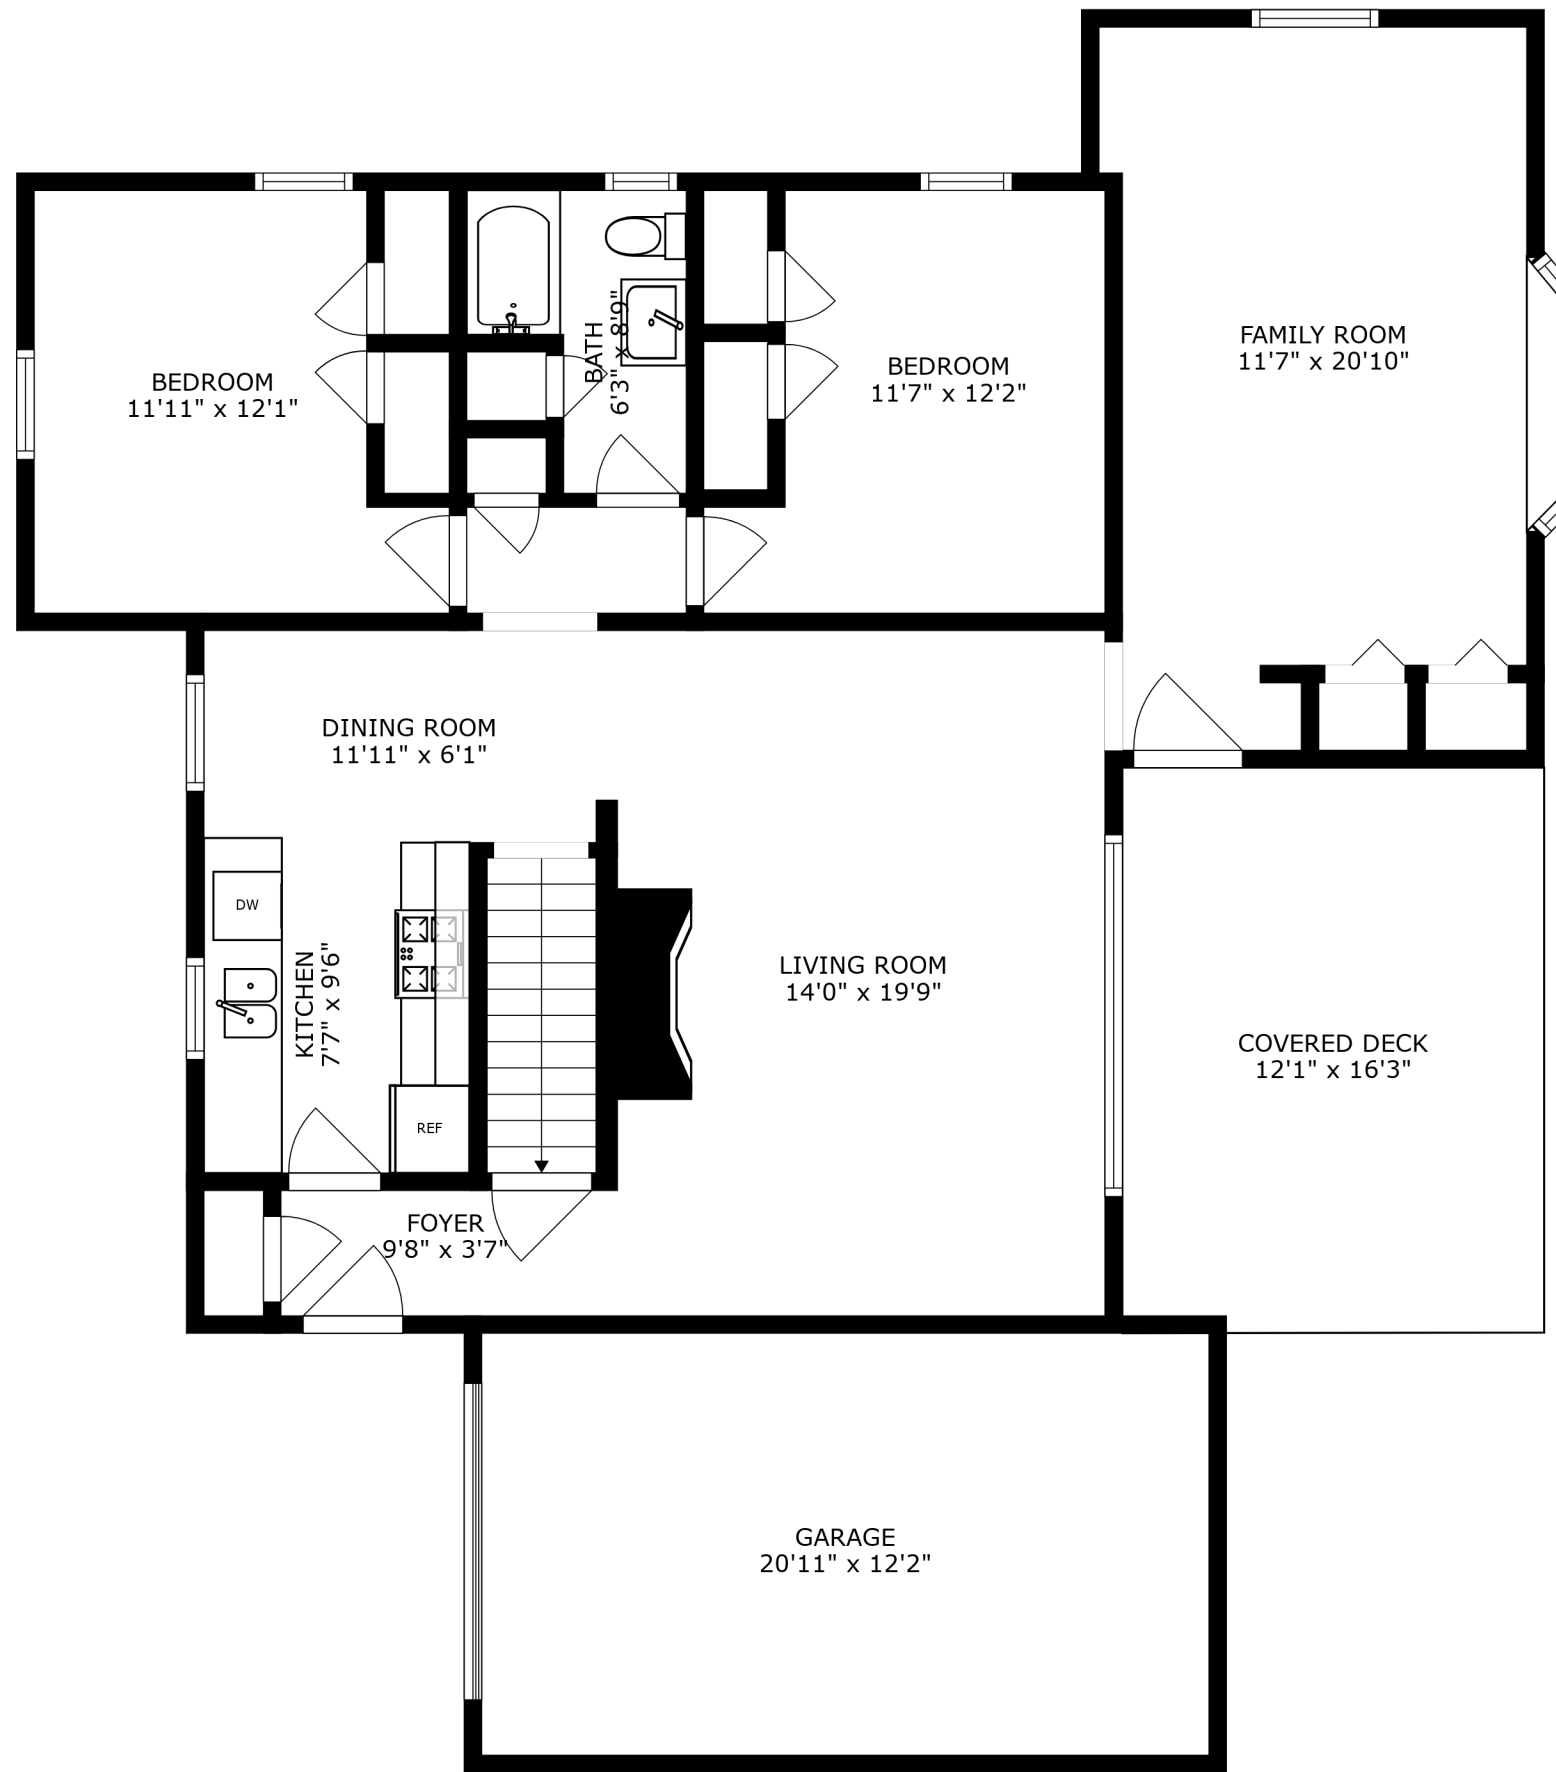 FAMILY ROOM
11'7" x 20'10"
BEDROOM
11'11" x 12'1"
BATH
6'3" x 8'9"
BEDROOM
11'7" x 12'2"
DINING ROOM
11'11" x 6'1"
DW
KITCHEN
7'7" x 9'6"
REF
LIVING ROOM
14'0" x 19'9"
COVERED DECK
12'1" x 16'3"
FOYER
9'8" x 3'7"
GARAGE
20'11" x 12'2"